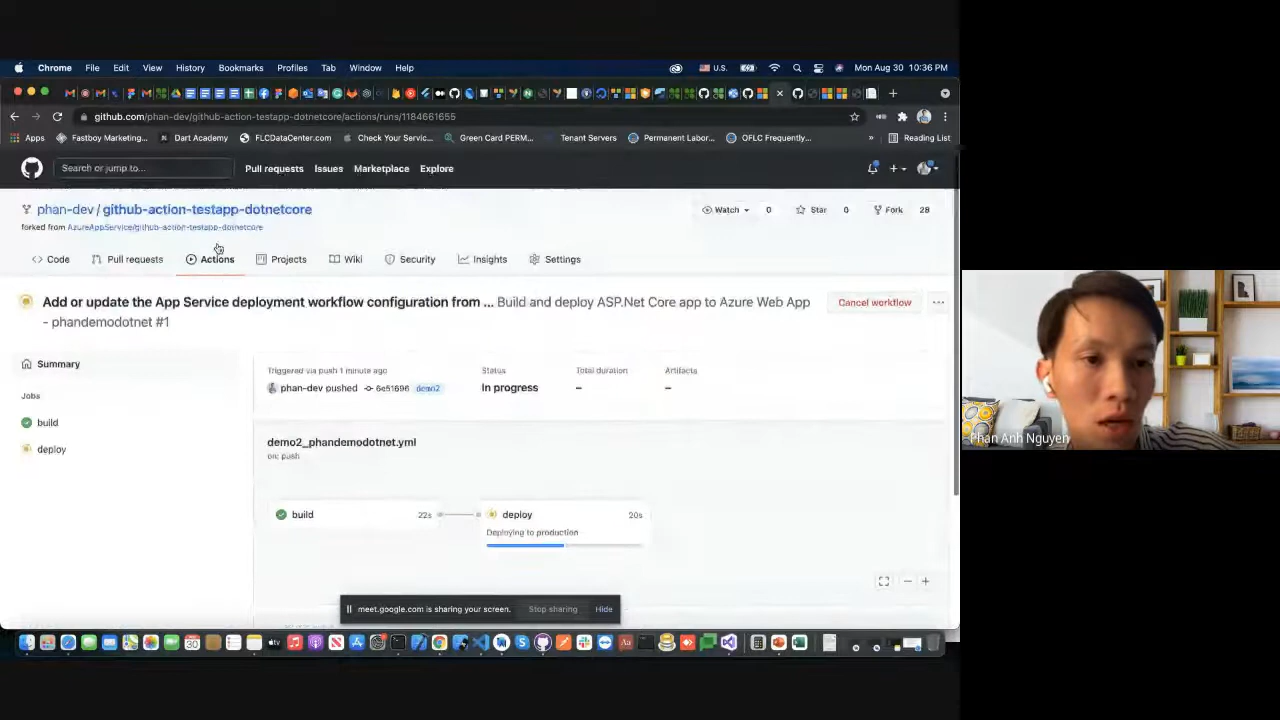 Chrome File Edit View History Bookmarks Profiles Tab Window Help U.S. Mon Aug 30 10:36 PM
github.com/phan-dev/github-action-testapp-dotnetcore/actions/runs/1184661655
Apps Fastboy Marketing... Dart Academy FLCDataCenter.com Check Your Servic... Green Card PERM... Tenant Servers Permanent Labor... OFLC Frequently... » Reading List
Search or jump to... Pull requests Issues Marketplace Explore
phan-dev / github-action-testapp-dotnetcore Watch 0 Star 0 Fork 28
forked from AzureAppService/github-action-testapp-dotnetcore
Code Pull requests Actions Projects Wiki Security Insights Settings
Add or update the App Service deployment workflow configuration from ... Build and deploy ASP.Net Core app to Azure Web App Cancel workflow ...
- phandemodotnet #1
Summary
Triggered via push 1 minute ago Status Total duration Artifacts
phan-dev pushed 6e51696 demo2 In progress – –
Jobs
build
deploy
demo2_phandemodotnet.yml
on: push
build 22s deploy 20s
Deploying to production
meet.google.com is sharing your screen. Stop sharing Hide
Phan Anh Nguyen